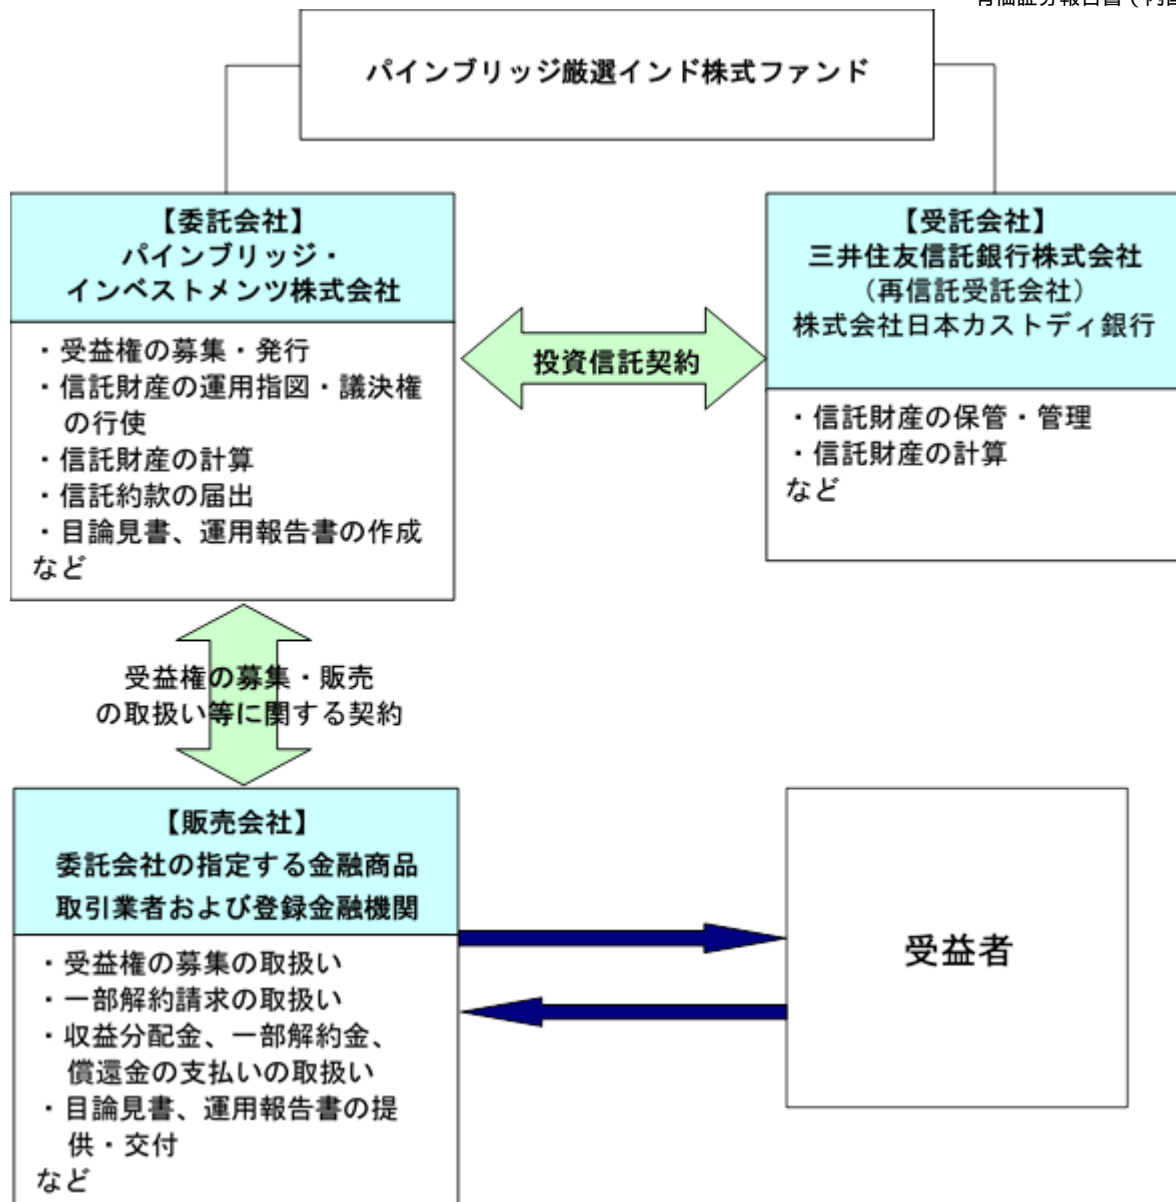 有価証券報告書（内国
パインブリッジ厳選インド株式ファンド
【委託会社】
パインブリッジ・
インベストメンツ株式会社
・受益権の募集・発行
・信託財産の運用指図・議決権
の行使
・信託財産の計算
・信託約款の届出
・目論見書、運用報告書の作成
など
投資信託契約
【受託会社】
三井住友信託銀行株式会社
（再信託受託会社）
株式会社日本カストディ銀行
・信託財産の保管・管理
・信託財産の計算
など
受益権の募集・販売
の取扱い等に関する契約
【販売会社】
委託会社の指定する金融商品
取引業者および登録金融機関
・受益権の募集の取扱い
・一部解約請求の取扱い
・収益分配金、一部解約金、
償還金の支払いの取扱い
・目論見書、運用報告書の提
供・交付
など
受益者